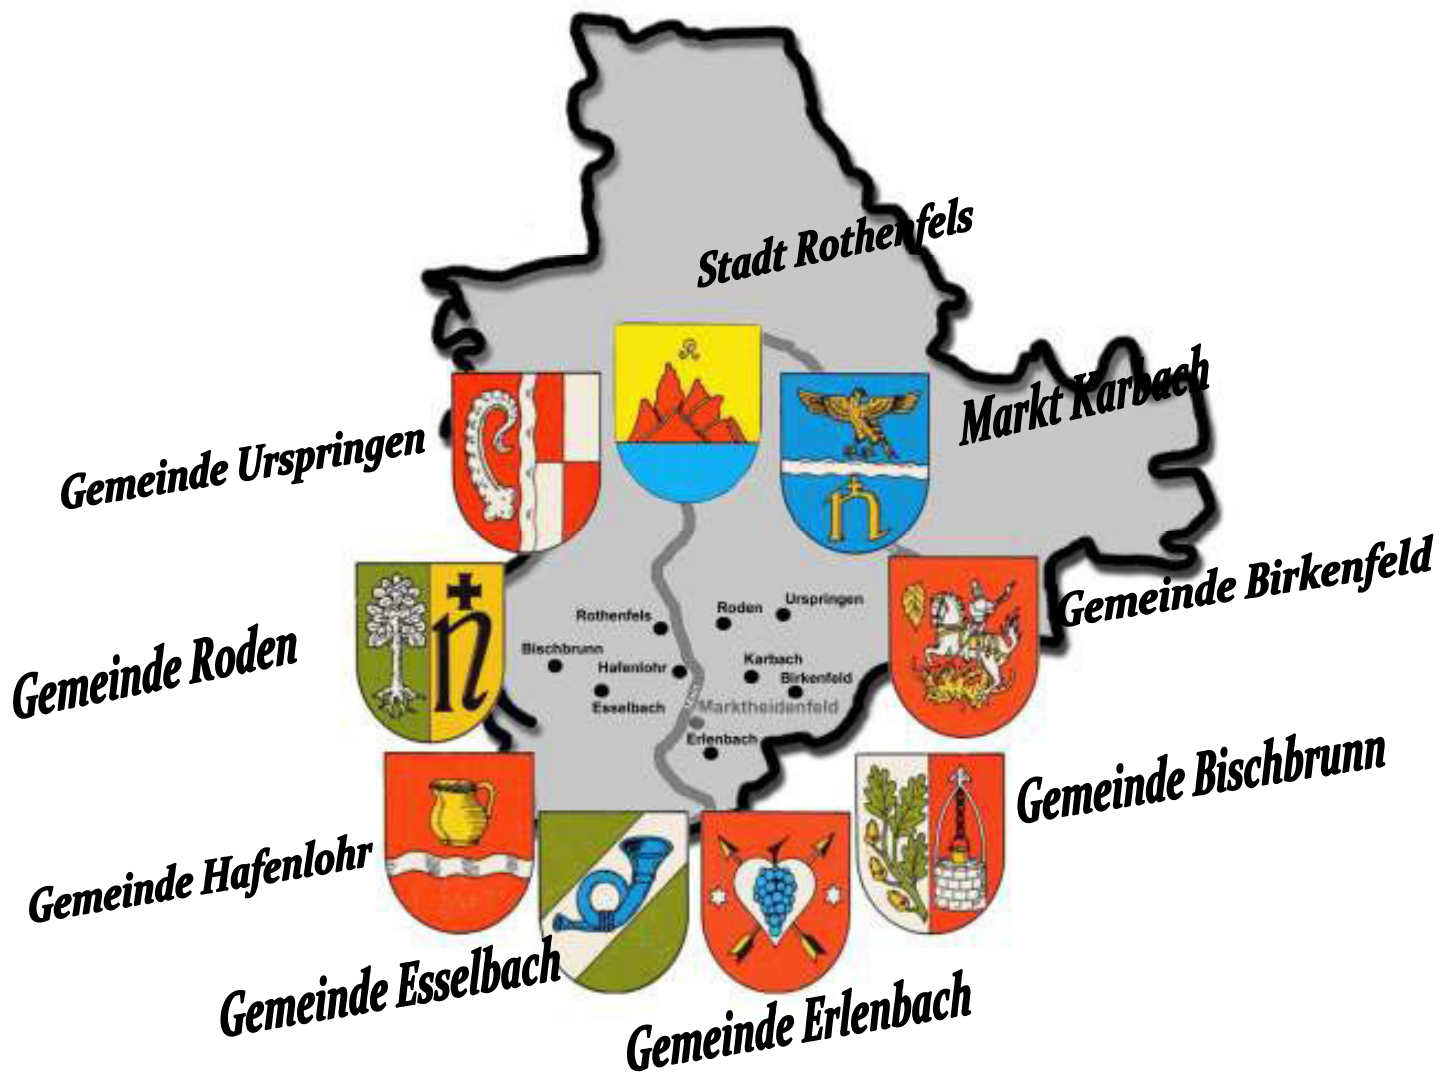 Stadt Rothenfels
Markt Karbach
Gemeinde Urspringen
Gemeinde Birkenfeld
Urspringen
Roden
Rothenfels
Bischbrunn
Karbach
Hafenlohr
Birkenfeld
Esselbach
Marktheidenfeld
Erlenbach
Gemeinde Roden
Gemeinde Bischbrunn
Gemeinde Hafenlohr
Gemeinde Esselbach
Gemeinde Erlenbach